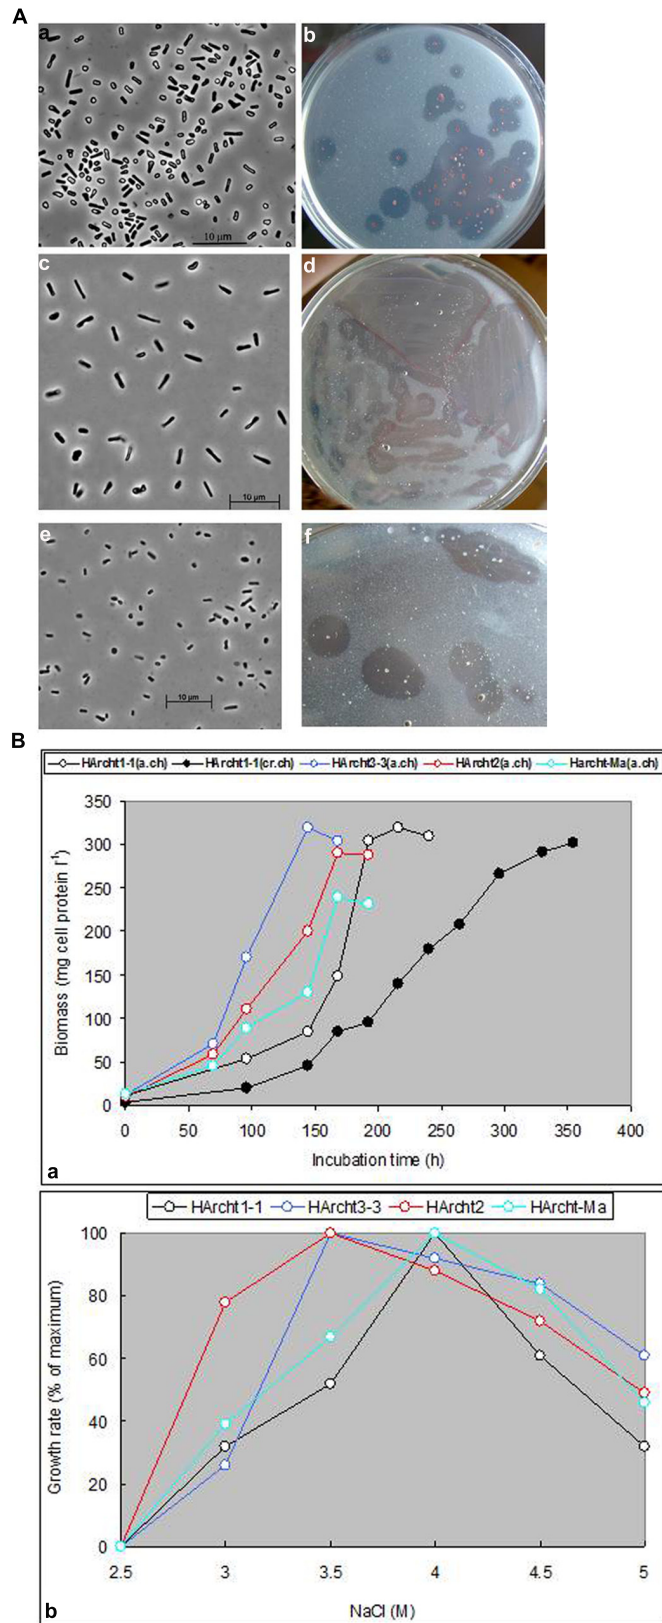 A
a
10 µm
b
c
10 µm
d
e
10 µm
f
B
HArcht1-1(a.ch) HArcht1-1(cr.ch) HArcht3-3(a.ch) HArcht2(a.ch) Harcht-Ma(a.ch)
350
300
250
200
150
100
50
0
Biomass (mg cell protein l⁻¹)
0 50 100 150 200 250 300 350 400
Incubation time (h)
a
HArcht1-1 HArcht3-3 HArcht2 HArcht-Ma
100
80
60
40
20
0
Growth rate (% of maximum)
2.5 3 3.5 4 4.5 5
NaCl (M)
b